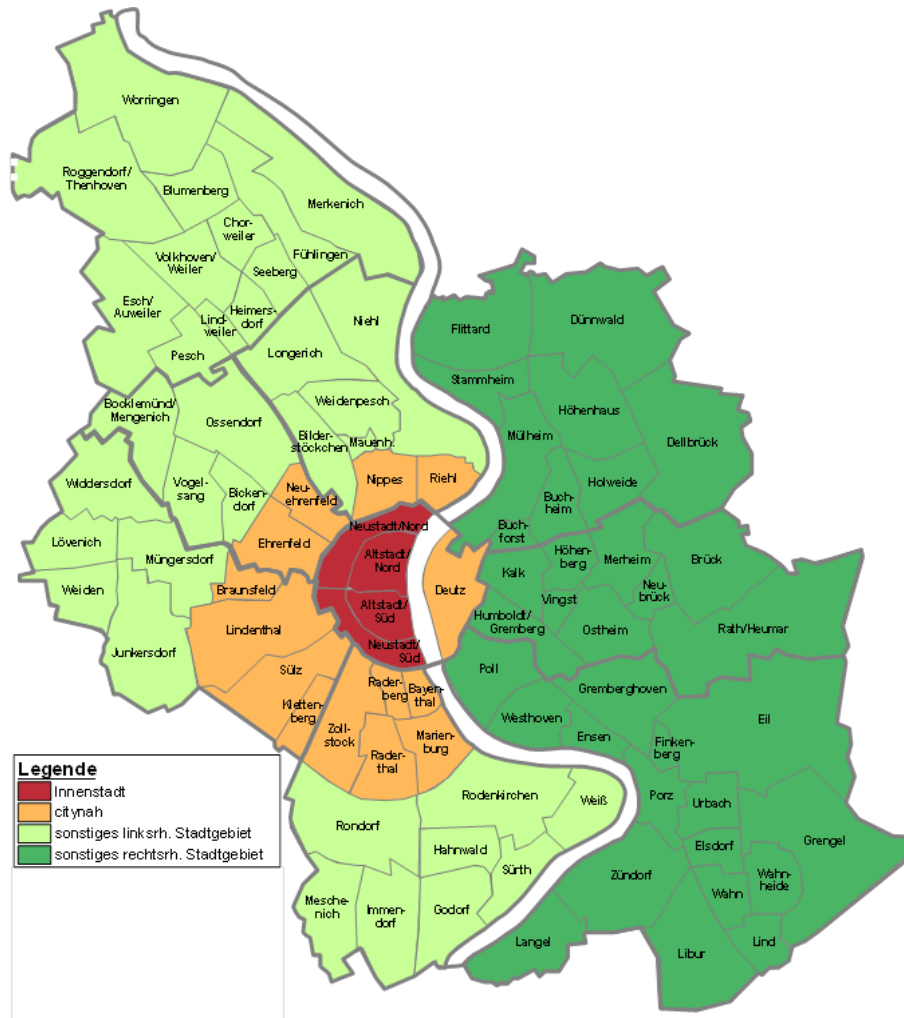 Worringen
Roggendorf/
Thenhoven
Blumenberg
Merkenich
Chor-
weiler
Volkhoven/
Weiler
Seeberg
Fühlingen
Esch/
Auweiler
Lind-
weiler
Heimers-
dorf
Pesch
Niehl
Longerich
Flittard
Dünnwald
Stammheim
Bocklemünd/
Mengenich
Ossendorf
Weidenpesch
Bilder-
stöckchen
Mauenh.
Höhenhaus
Mülheim
Dellbrück
Widdersdorf
Vogel-
sang
Bicken-
dorf
Neu-
ehrenfeld
Nippes
Riehl
Holweide
Buch-
heim
Buch-
forst
Lövenich
Müngersdorf
Ehrenfeld
Neustadt/Nord
Altstadt/
Nord
Weiden
Braunsfeld
Deutz
Kalk
Höhen-
berg
Merheim
Brück
Neu-
brück
Altstadt/
Süd
Humboldt/
Gremberg
Vingst
Ostheim
Rath/Heumar
Junkersdorf
Lindenthal
Neustadt/
Süd
Sülz
Poll
Rader-
berg
Bayen-
thal
Gremberghoven
Kletten-
berg
Zoll-
stock
Marien-
burg
Rader-
thal
Westhoven
Ensen
Eil
Finken-
berg
Legende
Innenstadt
citynah
sonstiges linksrh. Stadtgebiet
sonstiges rechtsrh. Stadtgebiet
Rodenkirchen
Weiß
Porz
Urbach
Rondorf
Hahnwald
Sürth
Elsdorf
Grengel
Zündorf
Wahn-
heide
Wahn
Mesche-
nich
Immen-
dorf
Godorf
Langel
Libur
Lind